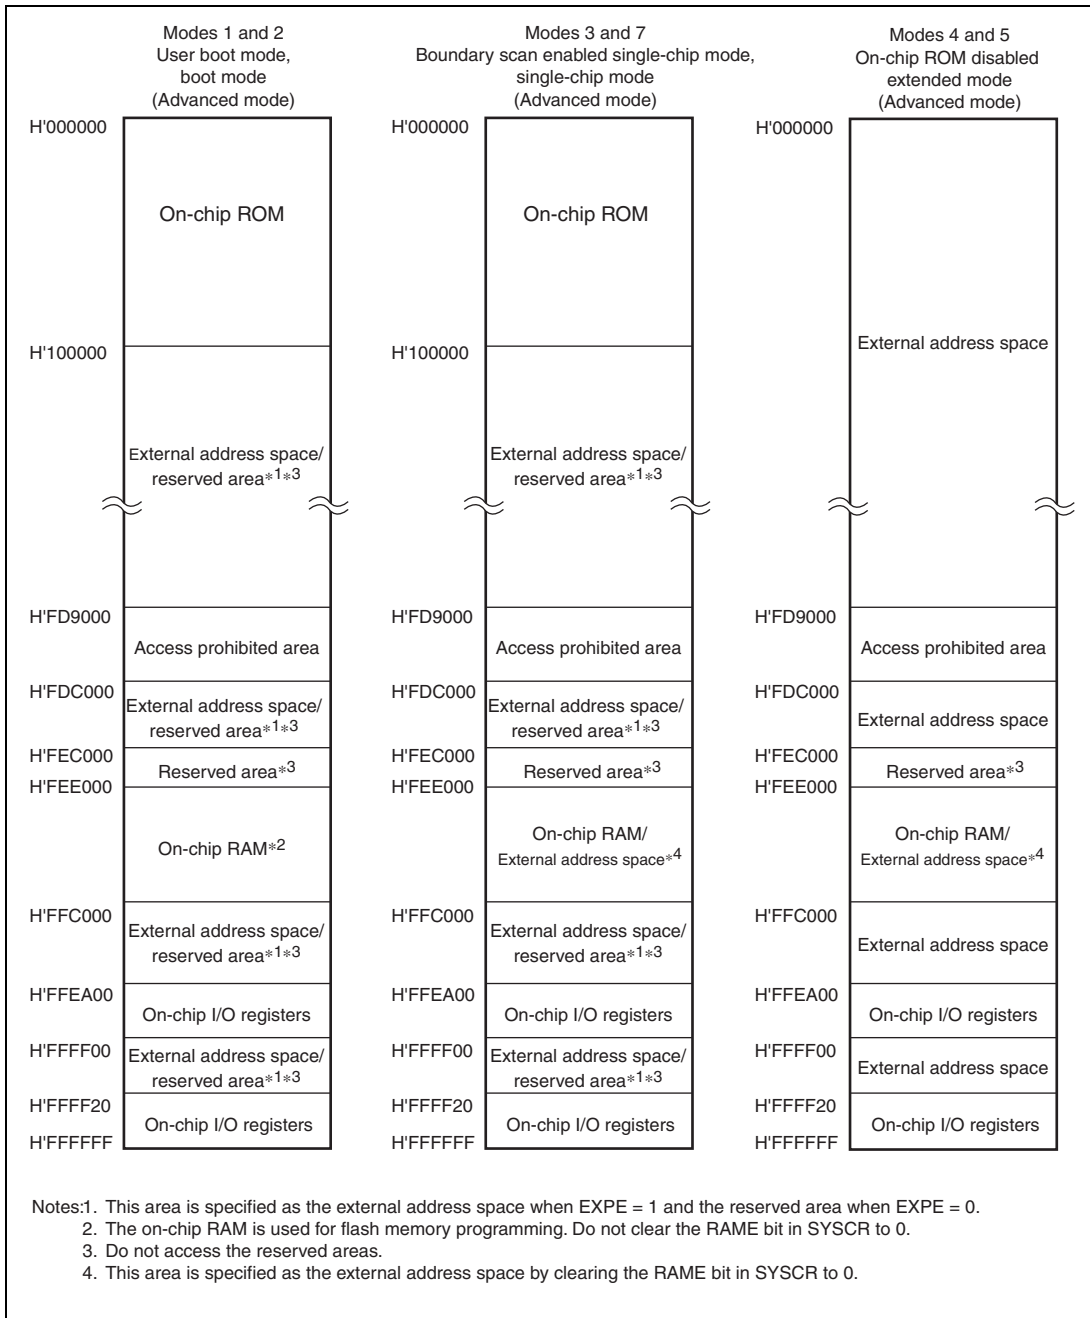 Modes 1 and 2
User boot mode,
boot mode
(Advanced mode)
H'000000
On-chip ROM
H'100000
External address space/
reserved area*1*3
H'FD9000
Access prohibited area
H'FDC000
External address space/
reserved area*1*3
H'FEC000
Reserved area*3
H'FEE000
On-chip RAM*2
H'FFC000
External address space/
reserved area*1*3
H'FFEA00
On-chip I/O registers
H'FFFF00
External address space/
reserved area*1*3
H'FFFF20
On-chip I/O registers
H'FFFFFF
Modes 3 and 7
Boundary scan enabled single-chip mode,
single-chip mode
(Advanced mode)
H'000000
On-chip ROM
H'100000
External address space/
reserved area*1*3
H'FD9000
Access prohibited area
H'FDC000
External address space/
reserved area*1*3
H'FEC000
Reserved area*3
H'FEE000
On-chip RAM/
External address space*4
H'FFC000
External address space/
reserved area*1*3
H'FFEA00
On-chip I/O registers
H'FFFF00
External address space/
reserved area*1*3
H'FFFF20
On-chip I/O registers
H'FFFFFF
Modes 4 and 5
On-chip ROM disabled
extended mode
(Advanced mode)
H'000000
External address space
H'FD9000
Access prohibited area
H'FDC000
External address space
H'FEC000
Reserved area*3
H'FEE000
On-chip RAM/
External address space*4
H'FFC000
External address space
H'FFEA00
On-chip I/O registers
H'FFFF00
External address space
H'FFFF20
On-chip I/O registers
H'FFFFFF
Notes:1. This area is specified as the external address space when EXPE = 1 and the reserved area when EXPE = 0.
2. The on-chip RAM is used for flash memory programming. Do not clear the RAME bit in SYSCR to 0.
3. Do not access the reserved areas.
4. This area is specified as the external address space by clearing the RAME bit in SYSCR to 0.